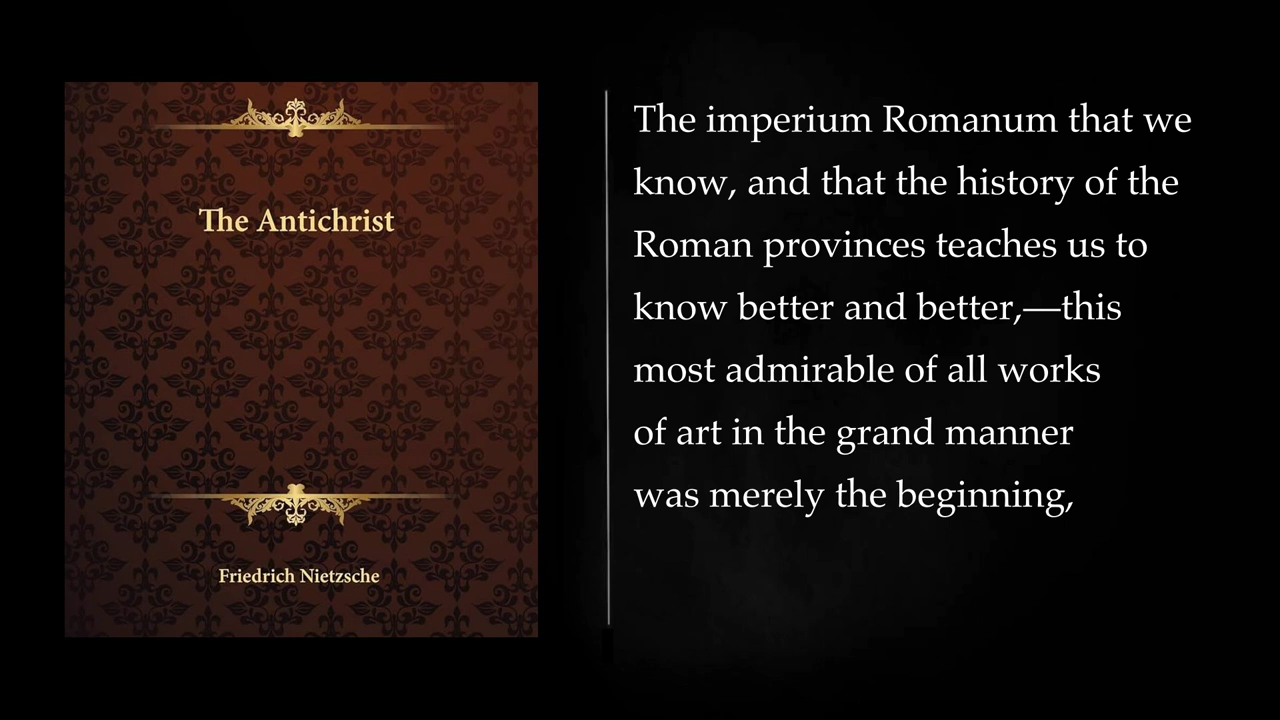 The Antichrist
Friedrich Nietzsche
The imperium Romanum that we
know, and that the history of the
Roman provinces teaches us to
know better and better,—this
most admirable of all works
of art in the grand manner
was merely the beginning,